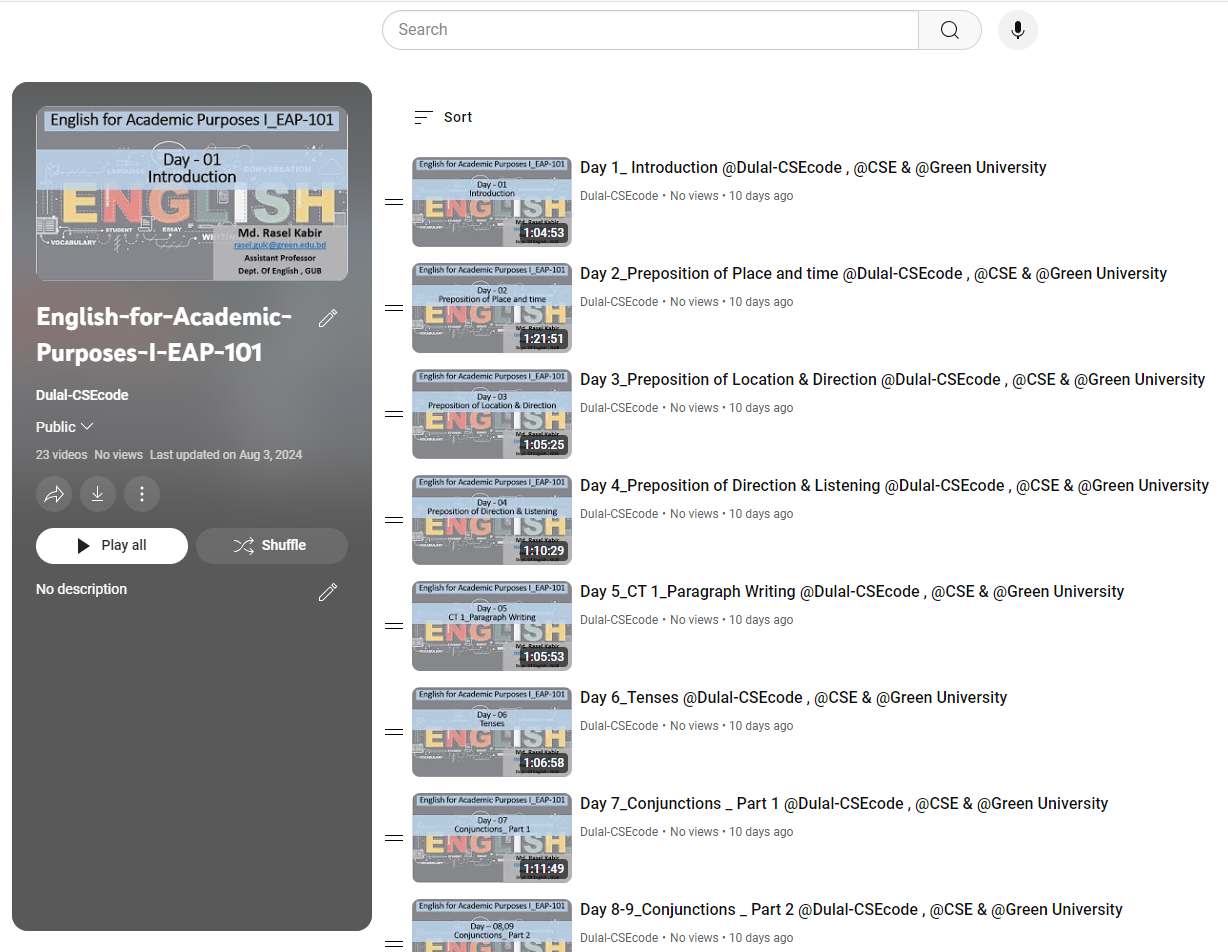 Search
English for Academic Purposes I_EAP-101
Day - 01
Introduction
CONVERSATION
ENGLISH
STUDENT
ESSAY
VOCABULARY
Md. Rasel Kabir
rasel.gulc@green.edu.bd
Assistant Professor
Dept. Of English , GUB
English-for-Academic-
Purposes-I-EAP-101
Dulal-CSEcode
Public
23 videos No views Last updated on Aug 3, 2024
Play all
Shuffle
No description
Sort
English for Academic Purposes I_EAP-101
Day - 01
Introduction
ENGLISH
1:04:53
Day 1_ Introduction @Dulal-CSEcode , @CSE & @Green University
Dulal-CSEcode • No views • 10 days ago
English for Academic Purposes I_EAP-101
Day - 02
Preposition of Place and time
ENGLISH
1:21:51
Day 2_Preposition of Place and time @Dulal-CSEcode , @CSE & @Green University
Dulal-CSEcode • No views • 10 days ago
English for Academic Purposes I_EAP-101
Day - 03
Preposition of Location & Direction
ENGLISH
1:05:25
Day 3_Preposition of Location & Direction @Dulal-CSEcode , @CSE & @Green University
Dulal-CSEcode • No views • 10 days ago
English for Academic Purposes I_EAP-101
Day - 04
Preposition of Direction & Listening
ENGLISH
1:10:29
Day 4_Preposition of Direction & Listening @Dulal-CSEcode , @CSE & @Green University
Dulal-CSEcode • No views • 10 days ago
English for Academic Purposes I_EAP-101
Day - 05
CT 1_Paragraph Writing
ENGLISH
1:05:53
Day 5_CT 1_Paragraph Writing @Dulal-CSEcode , @CSE & @Green University
Dulal-CSEcode • No views • 10 days ago
English for Academic Purposes I_EAP-101
Day - 06
Tenses
ENGLISH
1:06:58
Day 6_Tenses @Dulal-CSEcode , @CSE & @Green University
Dulal-CSEcode • No views • 10 days ago
English for Academic Purposes I_EAP-101
Day - 07
Conjunctions_ Part 1
ENGLISH
1:11:49
Day 7_Conjunctions _ Part 1 @Dulal-CSEcode , @CSE & @Green University
Dulal-CSEcode • No views • 10 days ago
English for Academic Purposes I_EAP-101
Day – 08,09
Conjunctions_ Part 2
Day 8-9_Conjunctions _ Part 2 @Dulal-CSEcode , @CSE & @Green University
Dulal-CSEcode • No views • 10 days ago